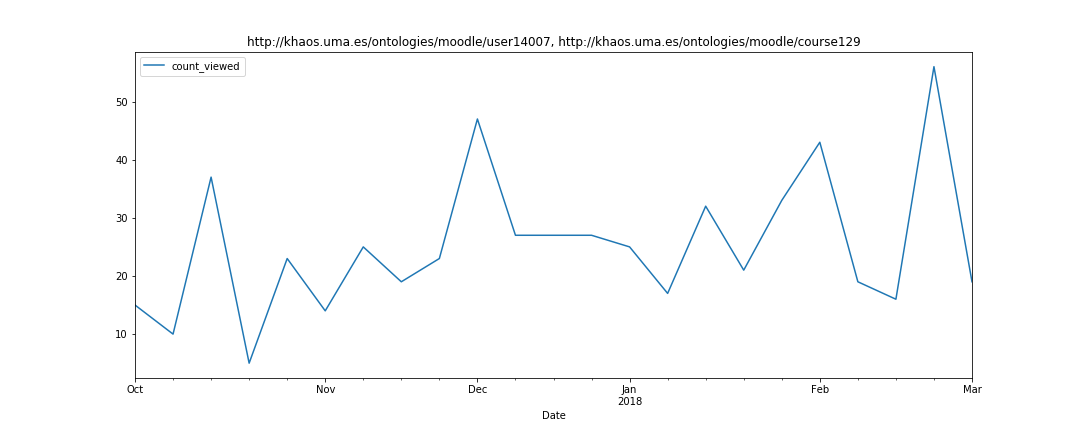 http://khaos.uma.es/ontologies/moodle/user14007, http://khaos.uma.es/ontologies/moodle/course129
count_viewed
50
40
30
20
10
Oct Nov Dec Jan Feb Mar
2018
Date